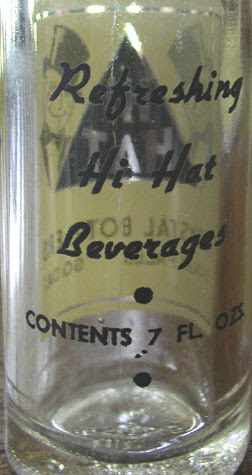 Refreshing
Hi Hat
Beverages
CONTENTS 7 FL. OZS.